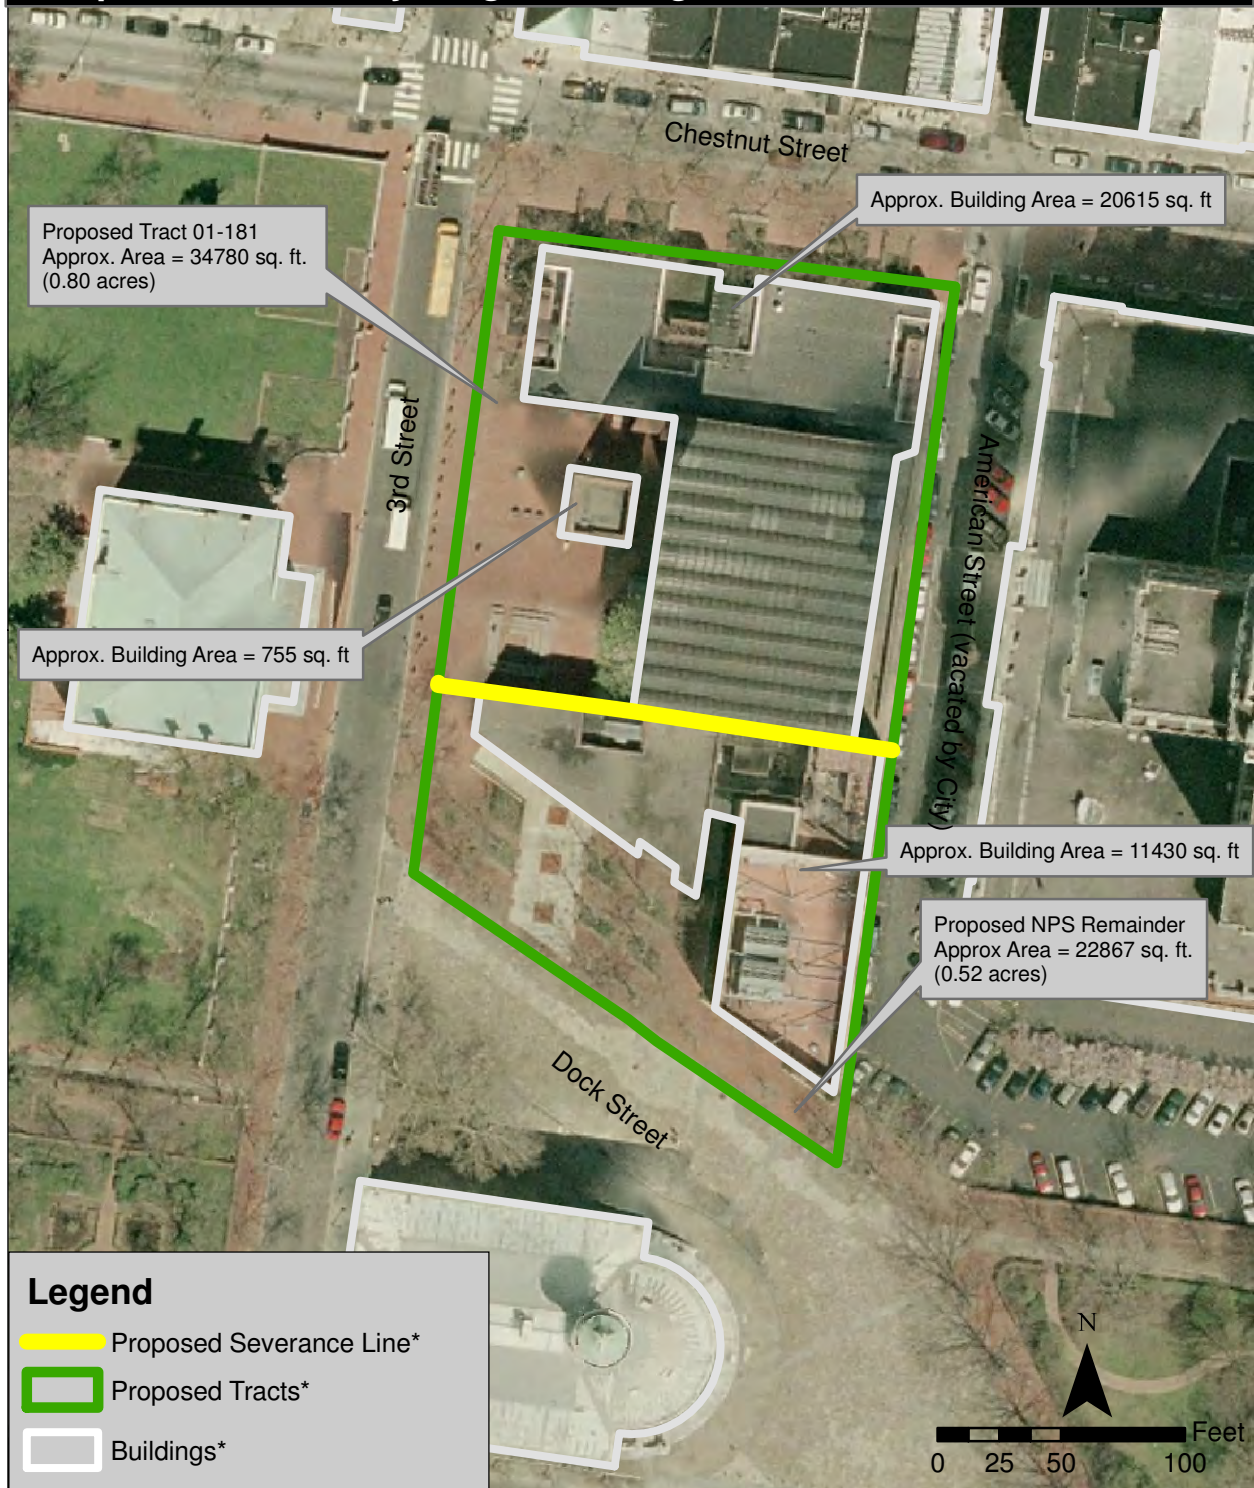 Chestnut Street
Approx. Building Area = 20615 sq. ft
Proposed Tract 01-181
Approx. Area = 34780 sq. ft.
(0.80 acres)
3rd Street
American Street (vacated by City)
Approx. Building Area = 755 sq. ft
Approx. Building Area = 11430 sq. ft
Proposed NPS Remainder
Approx Area = 22867 sq. ft.
(0.52 acres)
Dock Street
Legend
Proposed Severance Line*
Proposed Tracts*
Buildings*
N
Feet
0 25 50 100